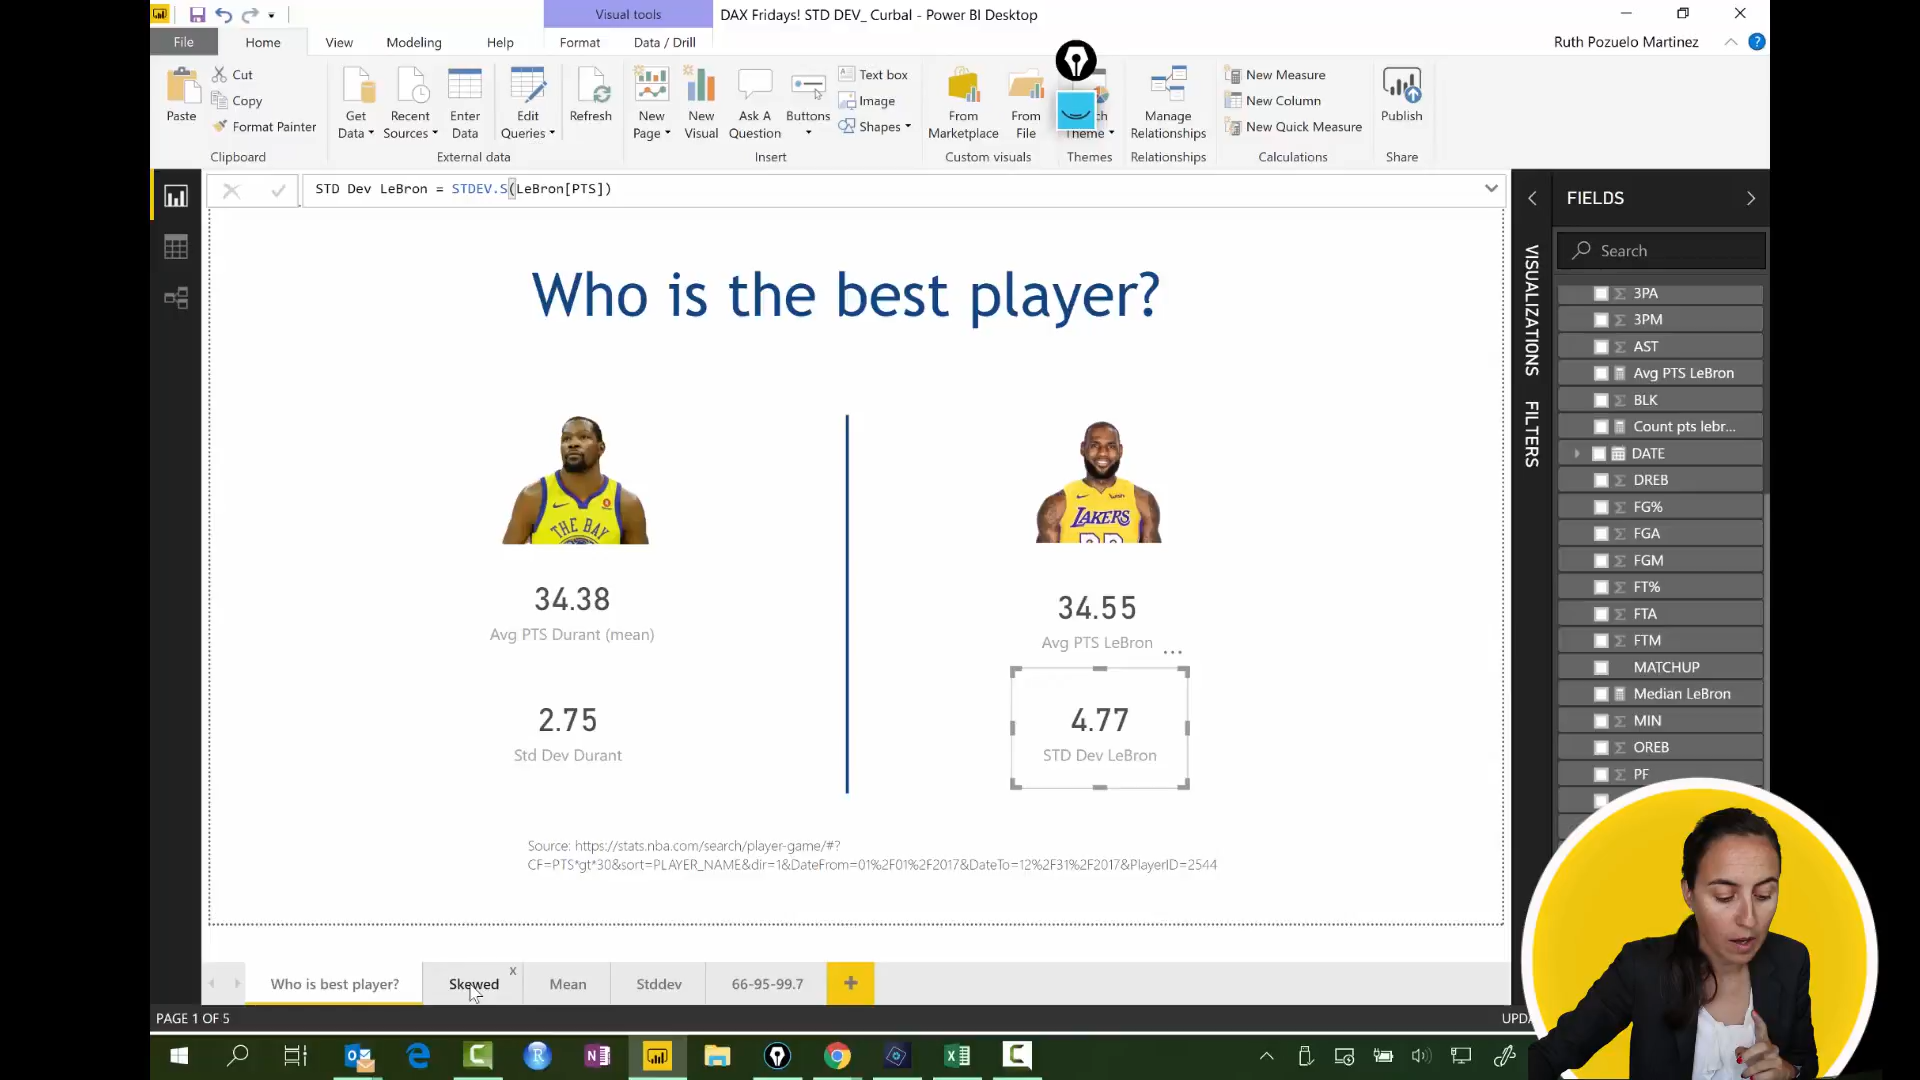 Visual tools
DAX Fridays! STD DEV_ Curbal - Power BI Desktop
File
Home
View
Modeling
Help
Format
Data / Drill
Ruth Pozuelo Martinez
?
Paste
Cut
Copy
Format Painter
Clipboard
Get Data
Recent Sources
Enter Data
Edit Queries
Refresh
External data
New Page
New Visual
Ask A Question
Buttons
Text box
Image
Shapes
Insert
From Marketplace
From File
Custom visuals
Theme
Themes
Manage Relationships
Relationships
New Measure
New Column
New Quick Measure
Calculations
Publish
Share
STD Dev LeBron = STDEV.S(LeBron[PTS])
Who is the best player?
THE BAY
LAKERS
34.38
Avg PTS Durant (mean)
34.55
Avg PTS LeBron
...
2.75
Std Dev Durant
4.77
STD Dev LeBron
Source: https://stats.nba.com/search/player-game/#?
CF=PTS*gt*30&sort=PLAYER_NAME&dir=1&DateFrom=01%2F01%2F2017&DateTo=12%2F31%2F2017&PlayerID=2544
VISUALIZATIONS
FILTERS
FIELDS
Search
3PA
3PM
AST
Avg PTS LeBron
BLK
Count pts lebr...
DATE
DREB
FG%
FGA
FGM
FT%
FTA
FTM
MATCHUP
Median LeBron
MIN
OREB
PF
Who is best player?
Skewed
x
Mean
Stddev
66-95-99.7
+
PAGE 1 OF 5